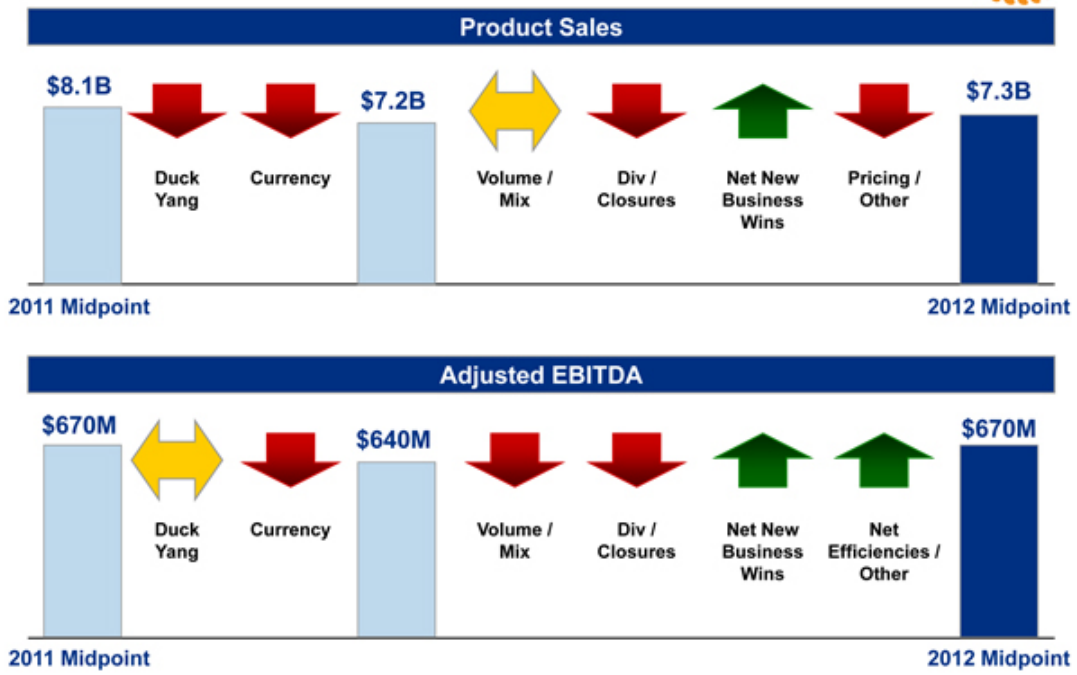 Product Sales
$8.1B
$7.2B
$7.3B
Duck
Yang
Currency
Volume /
Mix
Div /
Closures
Net New
Business
Wins
Pricing /
Other
2011 Midpoint
2012 Midpoint
Adjusted EBITDA
$670M
$640M
$670M
Duck
Yang
Currency
Volume /
Mix
Div /
Closures
Net New
Business
Wins
Net
Efficiencies /
Other
2011 Midpoint
2012 Midpoint